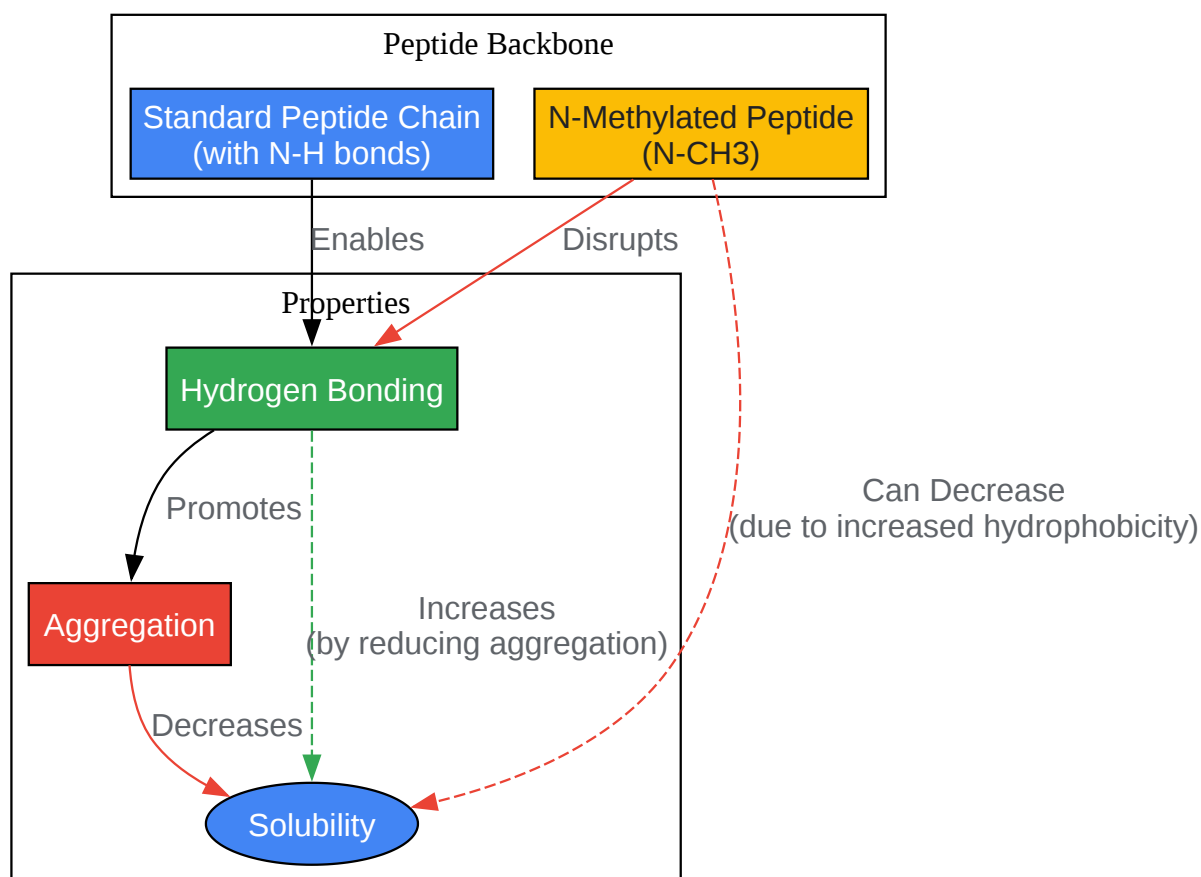 Peptide Backbone
Standard Peptide Chain
(with N-H bonds)
N-Methylated Peptide
(N-CH3)
Enables
Disrupts
Properties
Hydrogen Bonding
Promotes
Can Decrease
(due to increased hydrophobicity)
Aggregation
Increases
(by reducing aggregation)
Decreases
Solubility